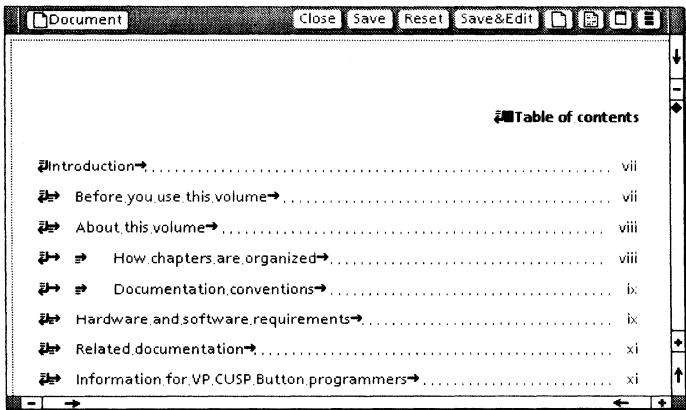 Document Close Save Reset Save&Edit
Table of contents
Introduction vii
Before you use this volume vii
About this volume viii
How chapters are organized viii
Documentation conventions ix
Hardware and software requirements ix
Related documentation xi
Information for VP CUSP Button programmers xi